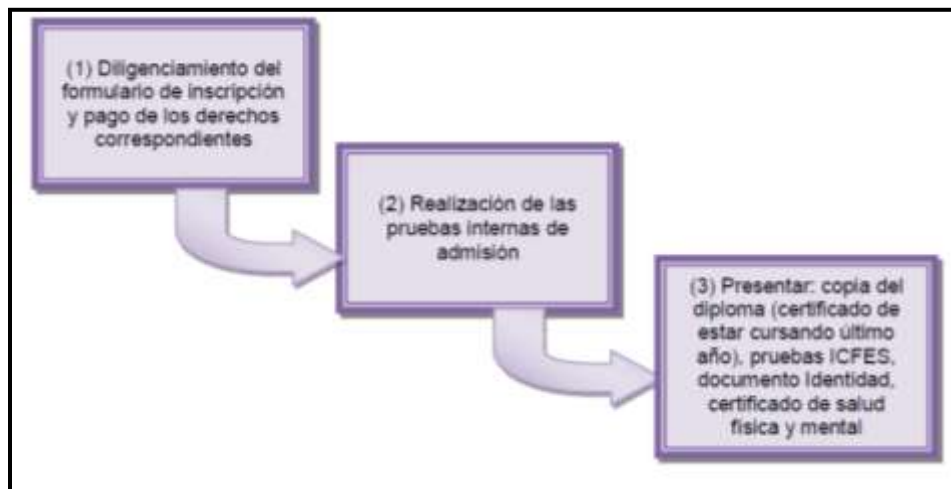 (1) Diligenciamiento del
formulario de inscripción
y pago de los derechos
correspondientes
(2) Realización de las
pruebas internas de
admisión
(3) Presentar: copia del
diploma (certificado de
estar cursando último
año), pruebas ICFES,
documento Identidad,
certificado de salud
física y mental